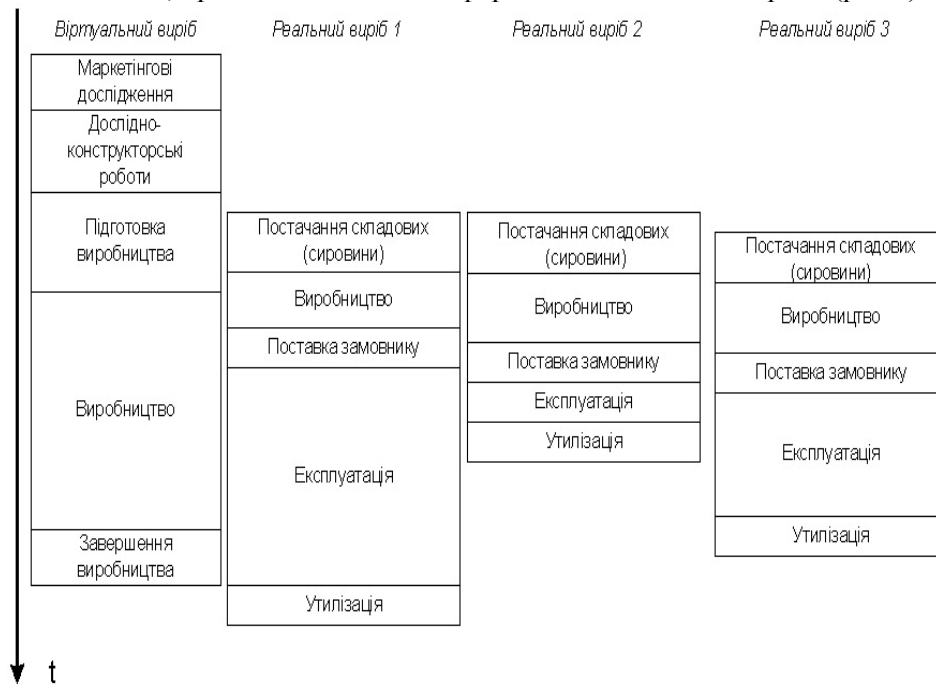 Віртуальний виріб
Реальний виріб 1
Реальний виріб 2
Реальний виріб 3
Маркетінгові
дослідження
Дослідно-
конструкторські
роботи
Підготовка
виробництва
Виробництво
Завершення
виробництва
Постачання складових
(сировини)
Виробництво
Поставка замовнику
Експлуатація
Утилізація
Постачання складових
(сировини)
Виробництво
Поставка замовнику
Експлуатація
Утилізація
Постачання складових
(сировини)
Виробництво
Поставка замовнику
Експлуатація
Утилізація
t